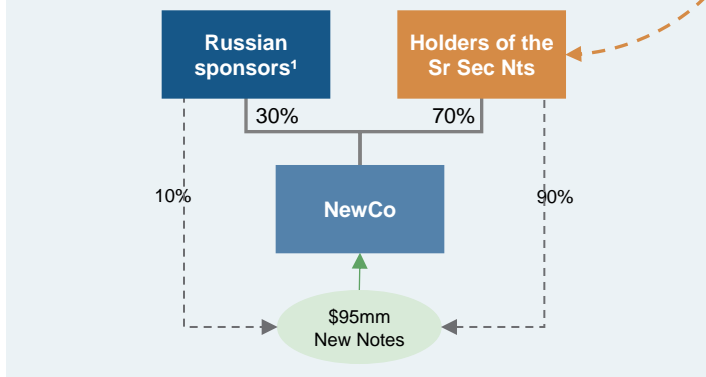 Russian
sponsors¹
Holders of the
Sr Sec Nts
30%
70%
10%
90%
NewCo
$95mm
New Notes